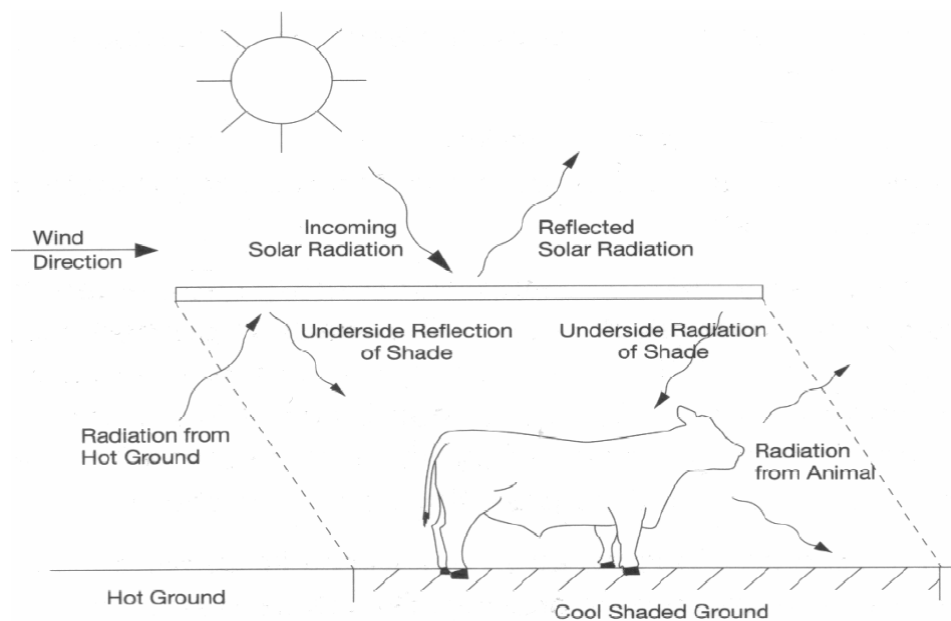 Incoming
Solar Radiation
Reflected
Solar Radiation
Wind
Direction
Underside Reflection
of Shade
Underside Radiation
of Shade
Radiation from
Hot Ground
Radiation
from Animal
Hot Ground
Cool Shaded Ground